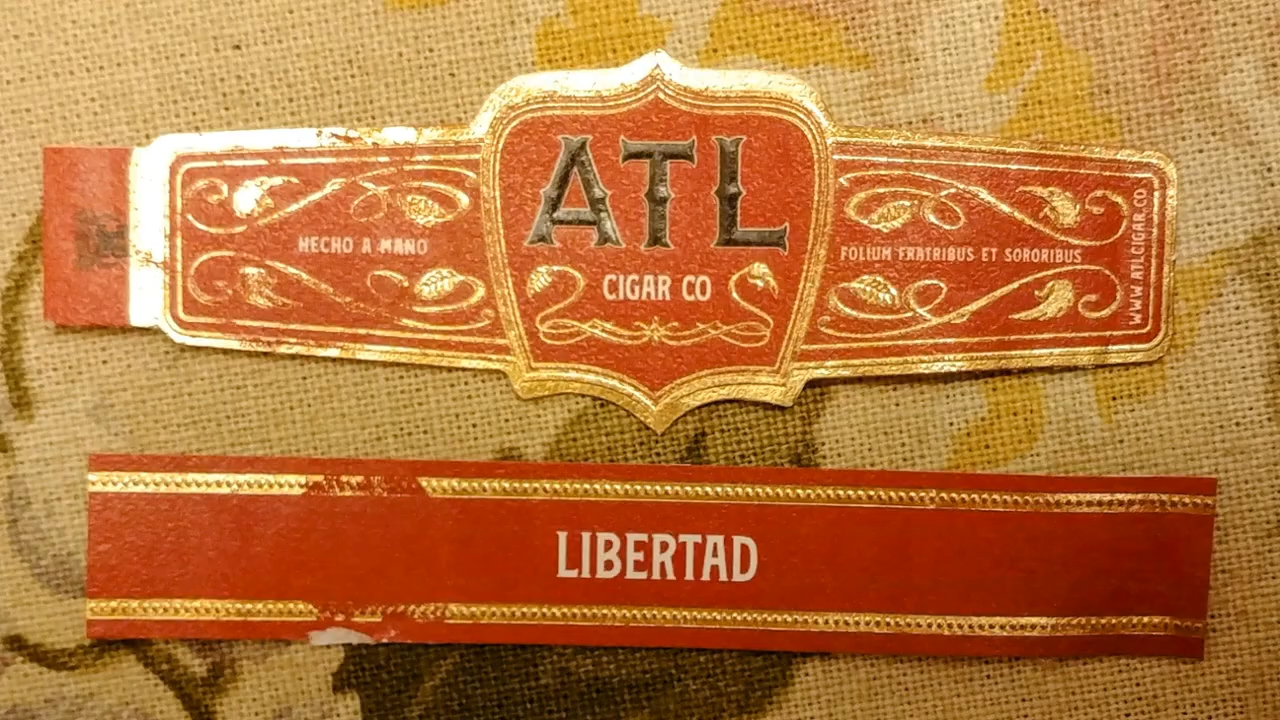 ATL
CIGAR CO
HECHO A MANO
FOLIUM FRATRIBUS ET SORORIBUS
WWW.ATLCIGAR.CO
LIBERTAD